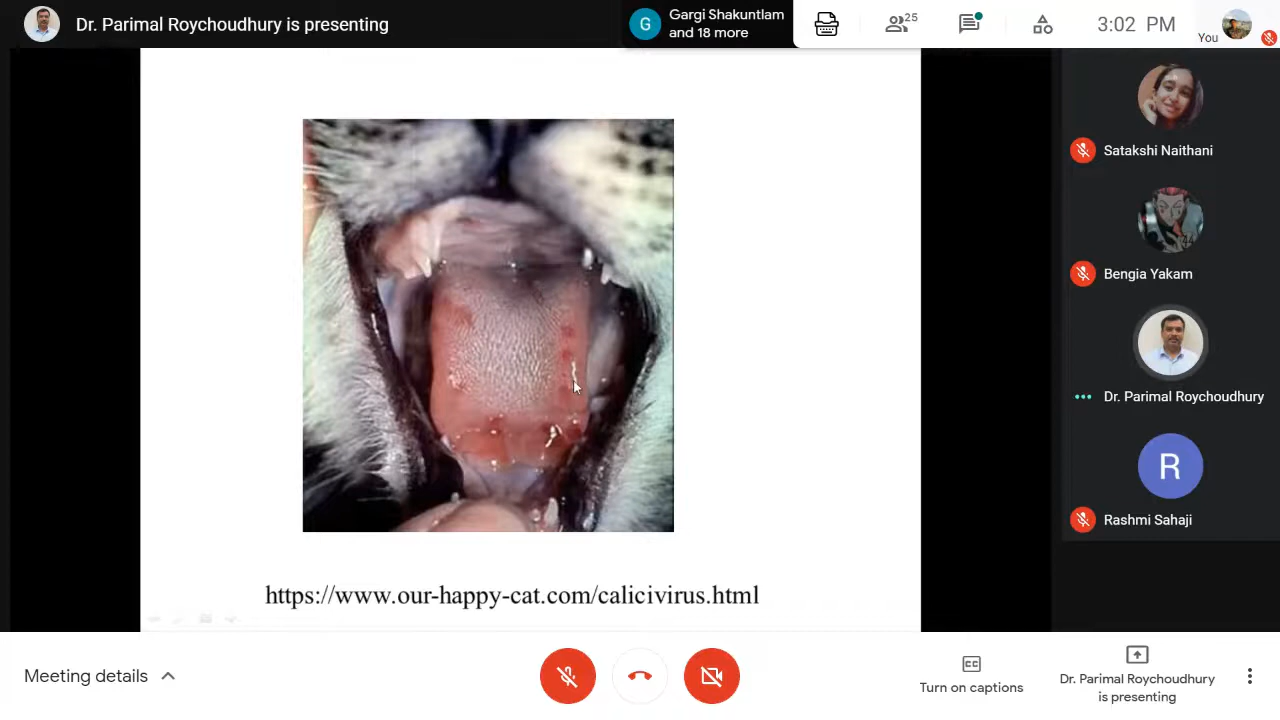 Dr. Parimal Roychoudhury is presenting
G
Gargi Shakuntlam
and 18 more
25
3:02 PM
You
Satakshi Naithani
Bengia Yakam
Dr. Parimal Roychoudhury
R
Rashmi Sahaji
https://www.our-happy-cat.com/calicivirus.html
Meeting details
Turn on captions
Dr. Parimal Roychoudhury
is presenting